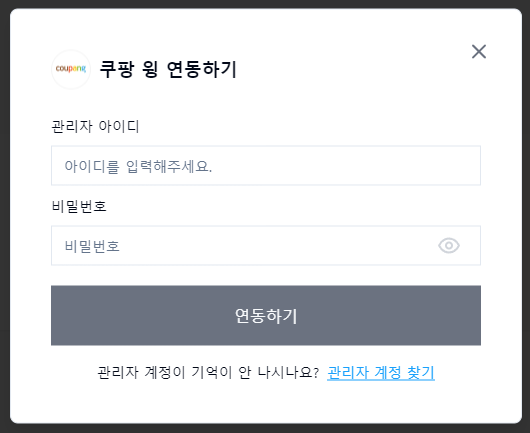 coupang
쿠팡 윙 연동하기
관리자 아이디
아이디를 입력해주세요.
비밀번호
비밀번호
연동하기
관리자 계정이 기억이 안 나시나요? 관리자 계정 찾기